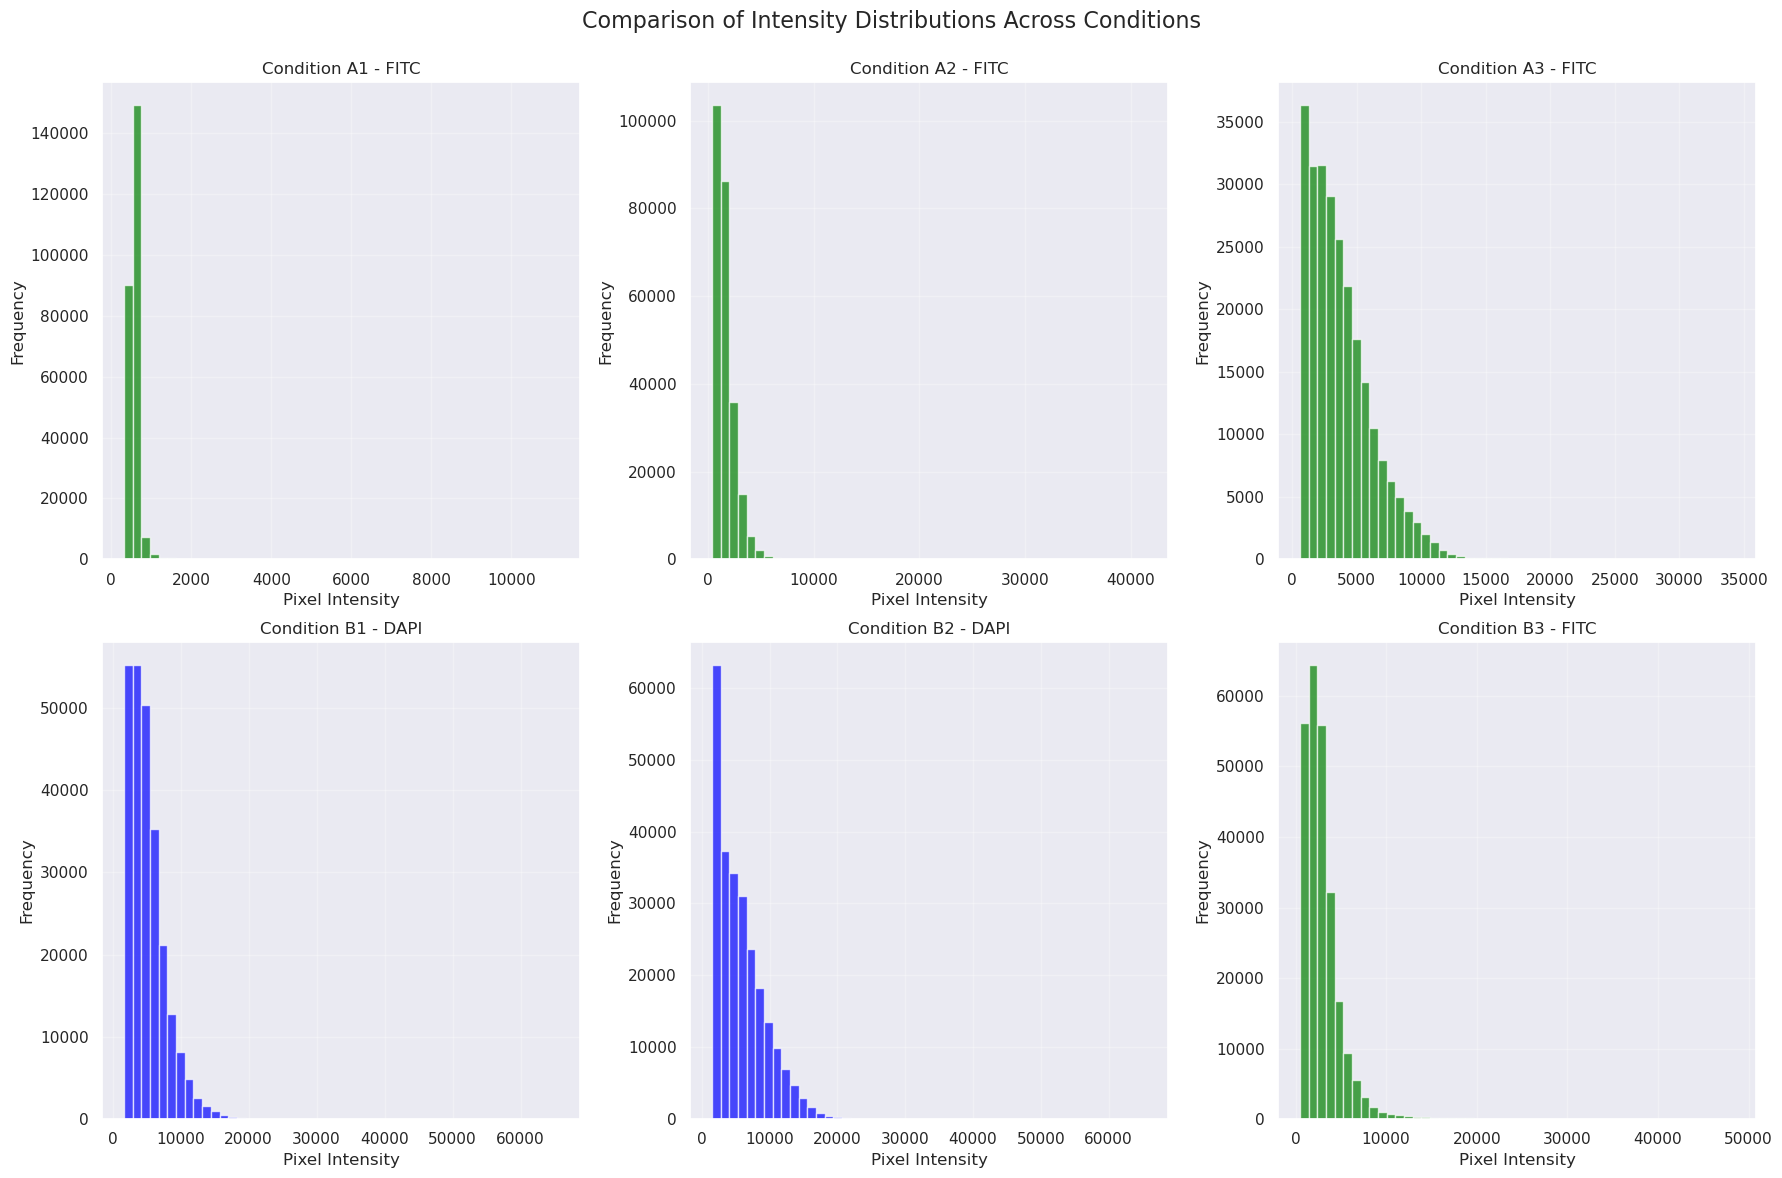 Comparison of Intensity Distributions Across Conditions
Condition A1 - FITC
140000
120000
100000
80000
60000
40000
20000
0
Frequency
0 2000 4000 6000 8000 10000
Pixel Intensity
Condition A2 - FITC
100000
80000
60000
40000
20000
0
Frequency
0 10000 20000 30000 40000
Pixel Intensity
Condition A3 - FITC
35000
30000
25000
20000
15000
10000
5000
0
Frequency
0 5000 10000 15000 20000 25000 30000 35000
Pixel Intensity
Condition B1 - DAPI
50000
40000
30000
20000
10000
0
Frequency
0 10000 20000 30000 40000 50000 60000
Pixel Intensity
Condition B2 - DAPI
60000
50000
40000
30000
20000
10000
0
Frequency
0 10000 20000 30000 40000 50000 60000
Pixel Intensity
Condition B3 - FITC
60000
50000
40000
30000
20000
10000
0
Frequency
0 10000 20000 30000 40000 50000
Pixel Intensity